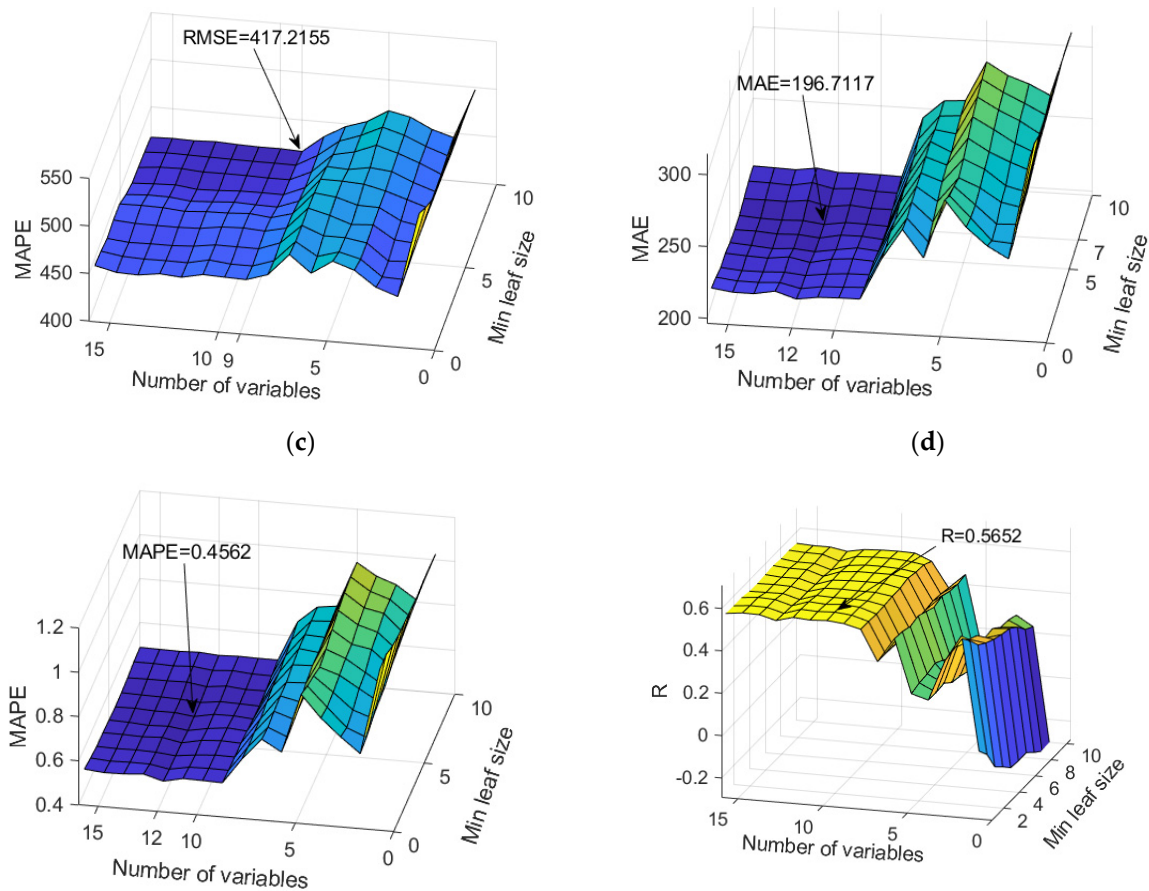 RMSE=417.2155
550
500
450
400
MAPE
15
10
9
5
0
Number of variables
0
5
10
Min leaf size
MAE=196.7117
300
250
200
MAE
15
12
10
5
0
Number of variables
0
5
7
10
Min leaf size
(c)
(d)
MAPE=0.4562
1.2
1
0.8
0.6
0.4
MAPE
15
12
10
5
0
Number of variables
0
5
10
Min leaf size
R=0.5652
0.6
0.4
0.2
0
-0.2
R
15
10
5
0
Number of variables
2
4
6
8
10
Min leaf size